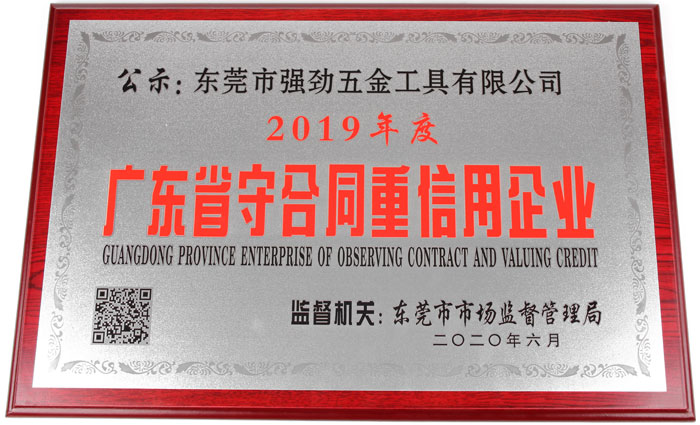 公示：东莞市强劲五金工具有限公司
2019年度
广东省守合同重信用企业
GUANGDONG PROVINCE ENTERPRISE OF OBSERVING CONTRACT AND VALUING CREDIT
监督机关：东莞市市场监督管理局
二〇二〇年六月